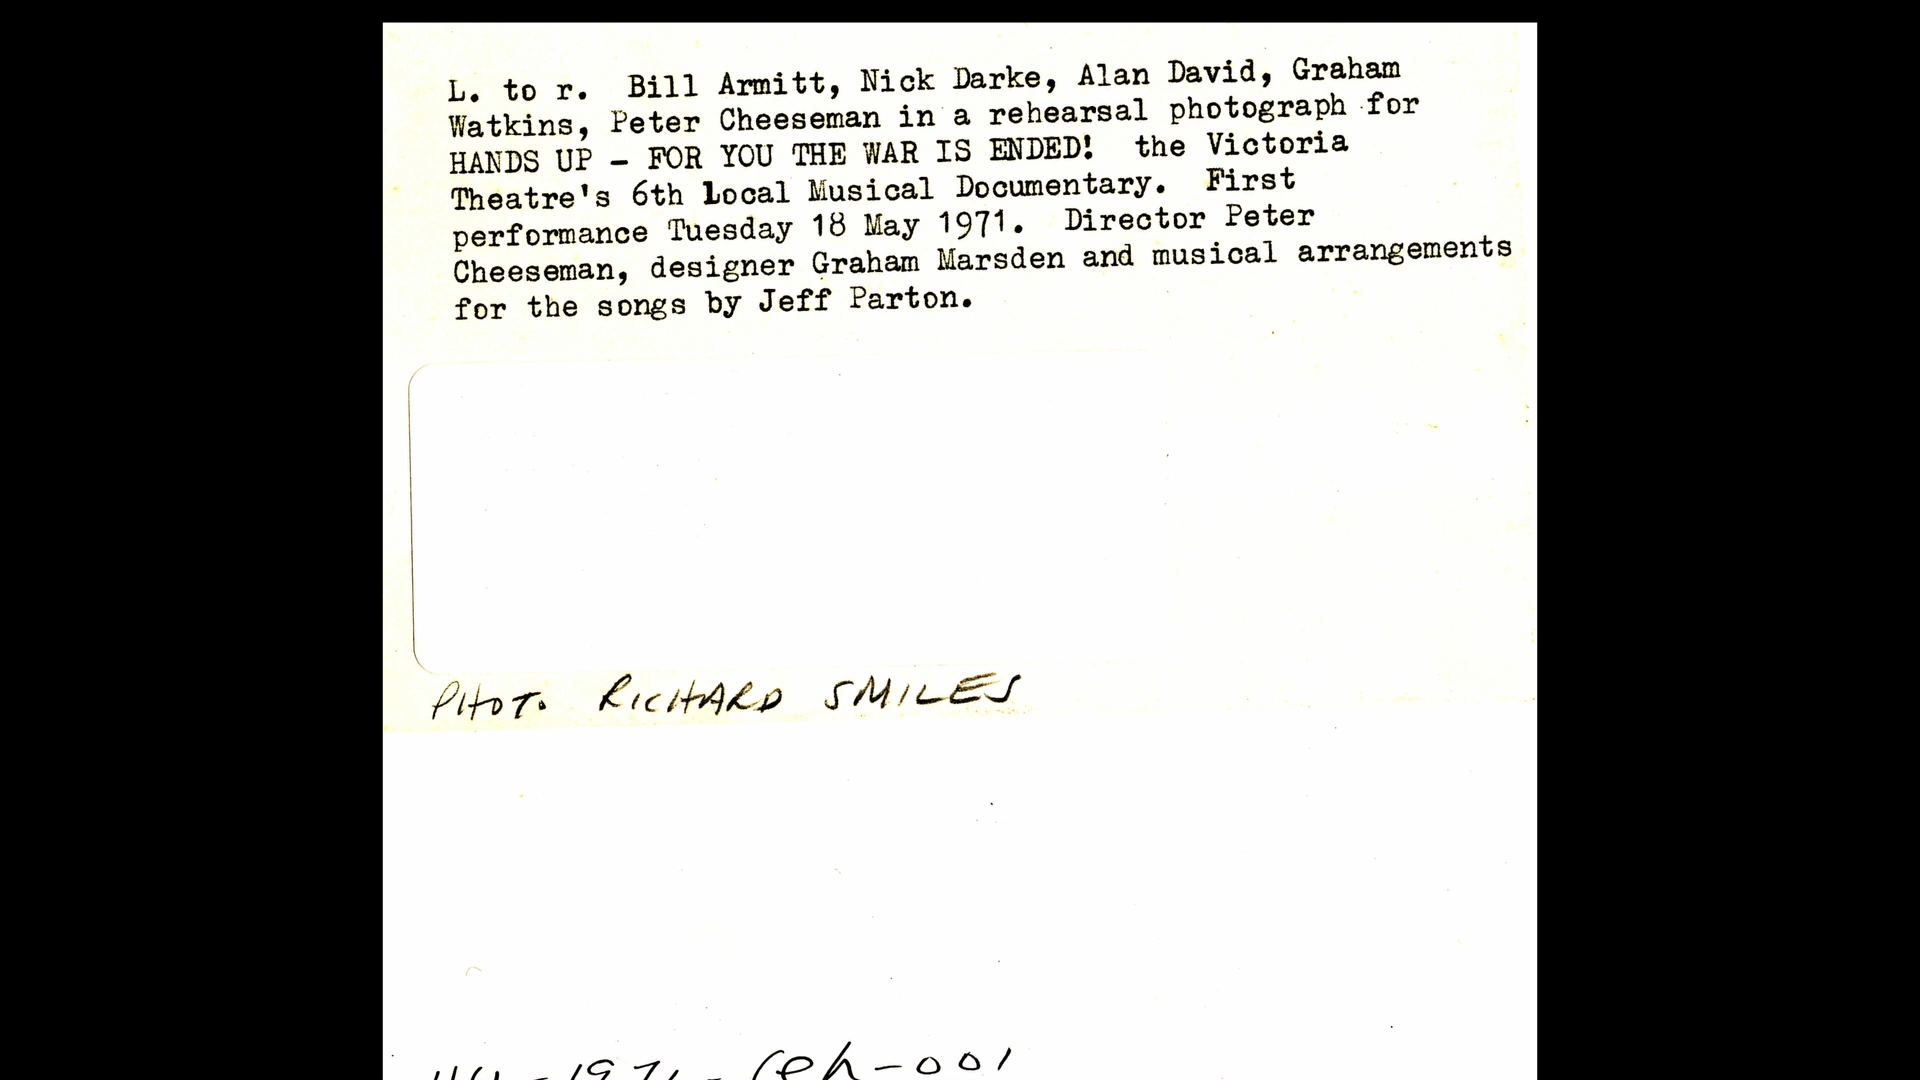 L. to r. Bill Armitt, Nick Darke, Alan David, Graham
Watkins, Peter Cheeseman in a rehearsal photograph for
HANDS UP - FOR YOU THE WAR IS ENDED! the Victoria
Theatre's 6th Local Musical Documentary. First
performance Tuesday 18 May 1971. Director Peter
Cheeseman, designer Graham Marsden and musical arrangements
for the songs by Jeff Parton.
PHOT. RICHARD SMILES
-001